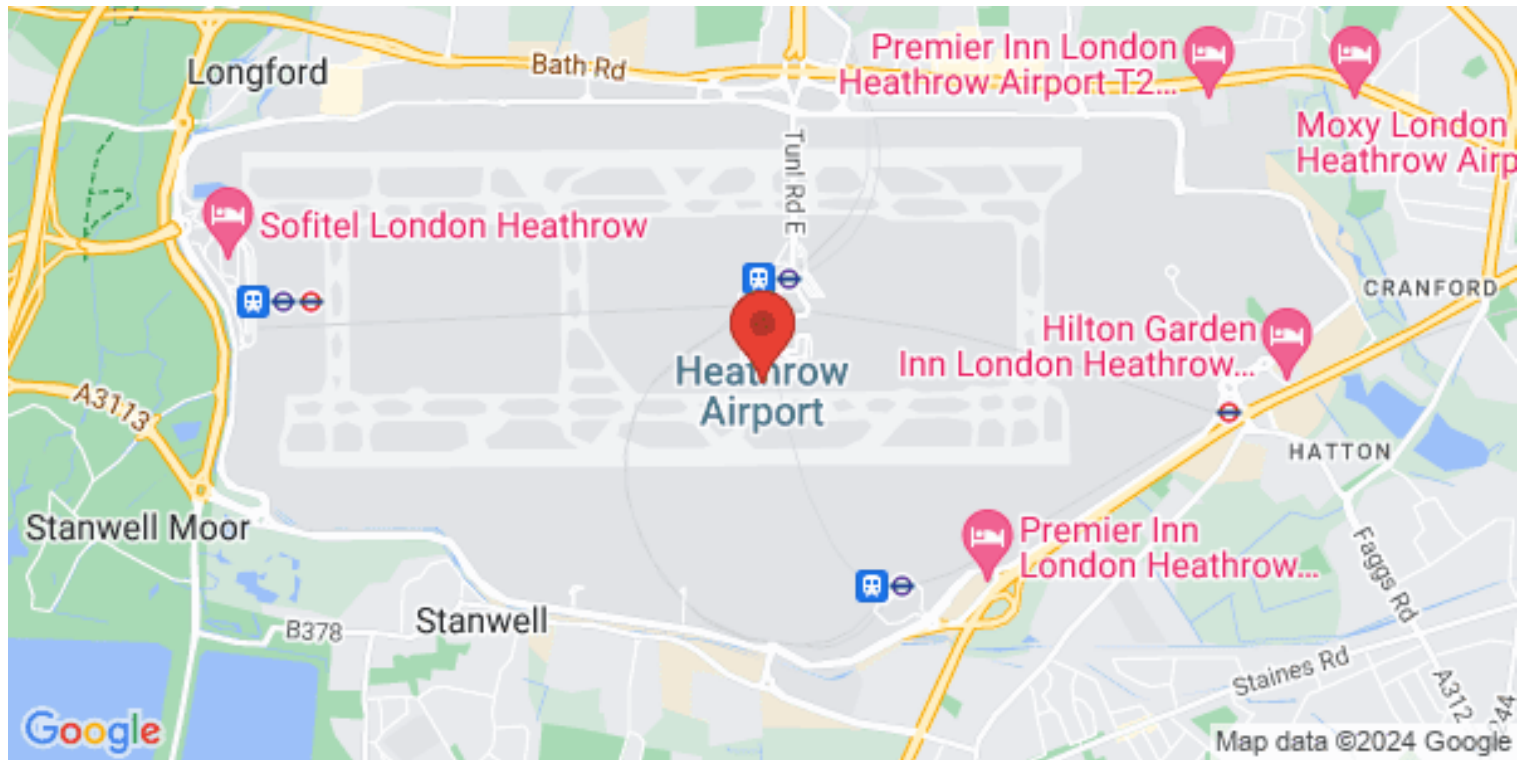 Longford
Bath Rd
Premier Inn London
Heathrow Airport T2...
Moxy London
Heathrow Airp
Tunl Rd E
Sofitel London Heathrow
CRANFORD
Hilton Garden
Inn London Heathrow...
Heathrow
Airport
A3113
HATTON
Stanwell Moor
Premier Inn
London Heathrow...
Faggs Rd
Stanwell
B378
Staines Rd
A312
244
Google
Map data ©2024 Google